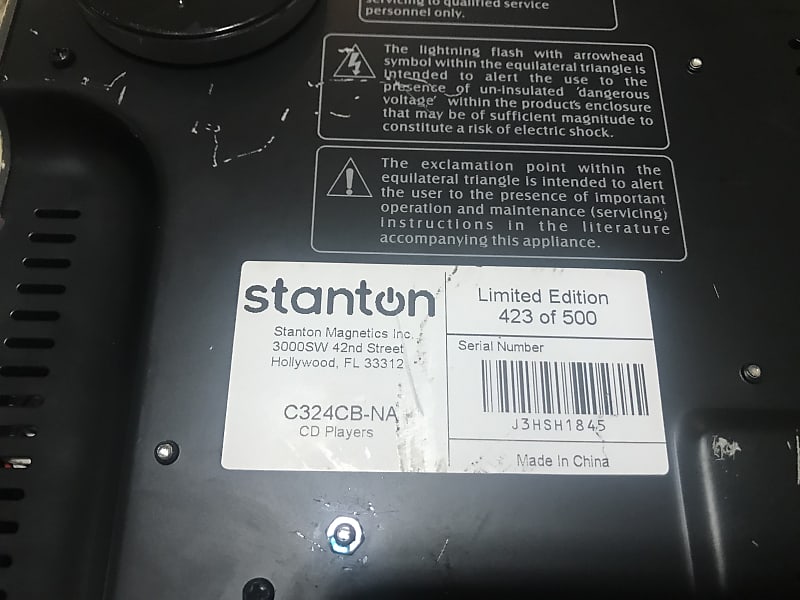 servicing to qualified service
personnel only.
The lightning flash with arrowhead
symbol within the equilateral triangle is
intended to alert the use to the
presence of un-insulated 'dangerous
voltage' within the product's enclosure
that may be of sufficient magnitude to
constitute a risk of electric shock.
The exclamation point within the
equilateral triangle is intended to alert
the user to the presence of important
operation and maintenance (servicing)
instructions in the literature
accompanying this appliance.
stanton
Stanton Magnetics Inc.
3000SW 42nd Street
Hollywood, FL 33312
C324CB-NA
CD Players
Limited Edition
423 of 500
Serial Number
J3HSH1845
Made In China